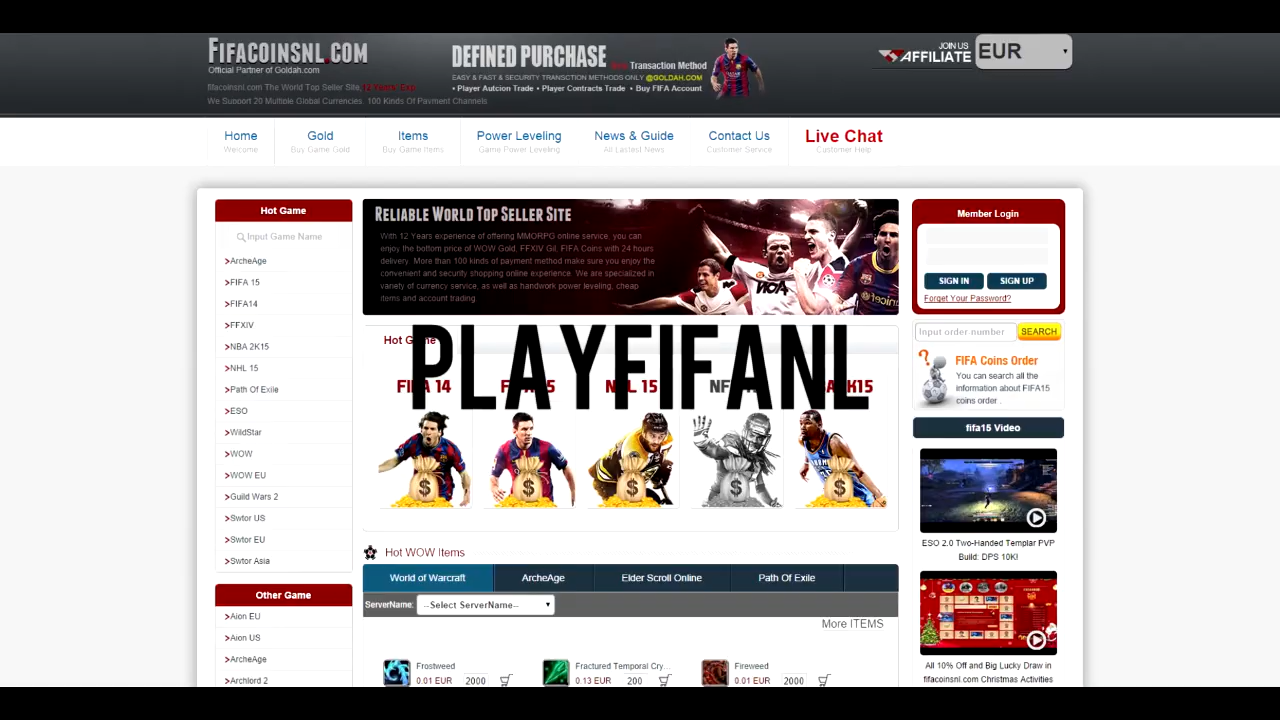 FIFACOINSNL.COM
Official Partner of Goldah.com
fifacoinsnl.com The World Top Seller Site,
We Support 20 Multiple Global Currencies 100 Kinds Of Payment Channels
DEFINED PURCHASE Transaction Method
EASY & FAST & SECURITY TRANSACTION METHODS ONLY @GOLDAH.COM
• Player Autcion Trade • Player Contracts Trade • Buy FIFA Account
JOIN US
AFFILIATE
EUR
Home
Welcome
Gold
Buy Game Gold
Items
Buy Game Items
Power Leveling
Game Power Leveling
News & Guide
All Lastest News
Contact Us
Customer Service
Live Chat
Customer Help
Hot Game
Input Game Name
ArcheAge
FIFA 15
FIFA14
FFXIV
NBA 2K15
NHL 15
Path Of Exile
ESO
WildStar
WOW
WOW EU
Guild Wars 2
Swtor US
Swtor EU
Swtor Asia
Other Game
Aion EU
Aion US
ArcheAge
Archlord 2
RELIABLE WORLD TOP SELLER SITE
With 12 Years experience of offering MMORPG online service, you can
enjoy the bottom price of WOW Gold, FFXIV Gil, FIFA Coins with 24 hours
delivery. More than 100 kinds of payment method make sure you enjoy the
convenient and security shopping online experience. We are specialized in
variety of currency service, as well as handwork power leveling, cheap
items and account trading.
PLAYFIFANL
Hot WOW Items
World of Warcraft
ArcheAge
Elder Scroll Online
Path Of Exile
ServerName:
--Select ServerName--
More ITEMS
Frostweed
0.01 EUR 2000
Fractured Temporal Cry...
0.13 EUR 200
Fireweed
0.01 EUR 2000
Member Login
SIGN IN
SIGN UP
Forget Your Password?
Input order number
SEARCH
FIFA Coins Order
You can search all the
information about FIFA15
coins order .
fifa15 Video
ESO 2.0 Two-Handed Templar PVP
Build: DPS 10K!
All 10% Off and Big Lucky Draw in
fifacoinsnl.com Christmas Activities